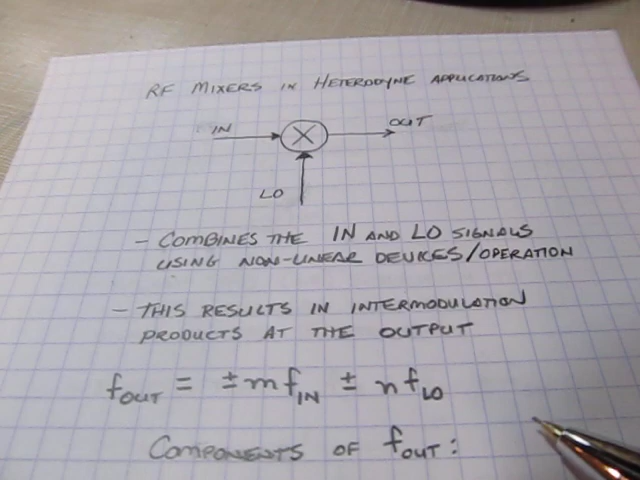 RF MIXERS IN HETERODYNE APPLICATIONS
IN
OUT
LO
- COMBINES THE IN AND LO SIGNALS
USING NON-LINEAR DEVICES/OPERATION
- THIS RESULTS IN INTERMODULATION
PRODUCTS AT THE OUTPUT
fOUT = ±mfIN ± nfLO
COMPONENTS OF fOUT: